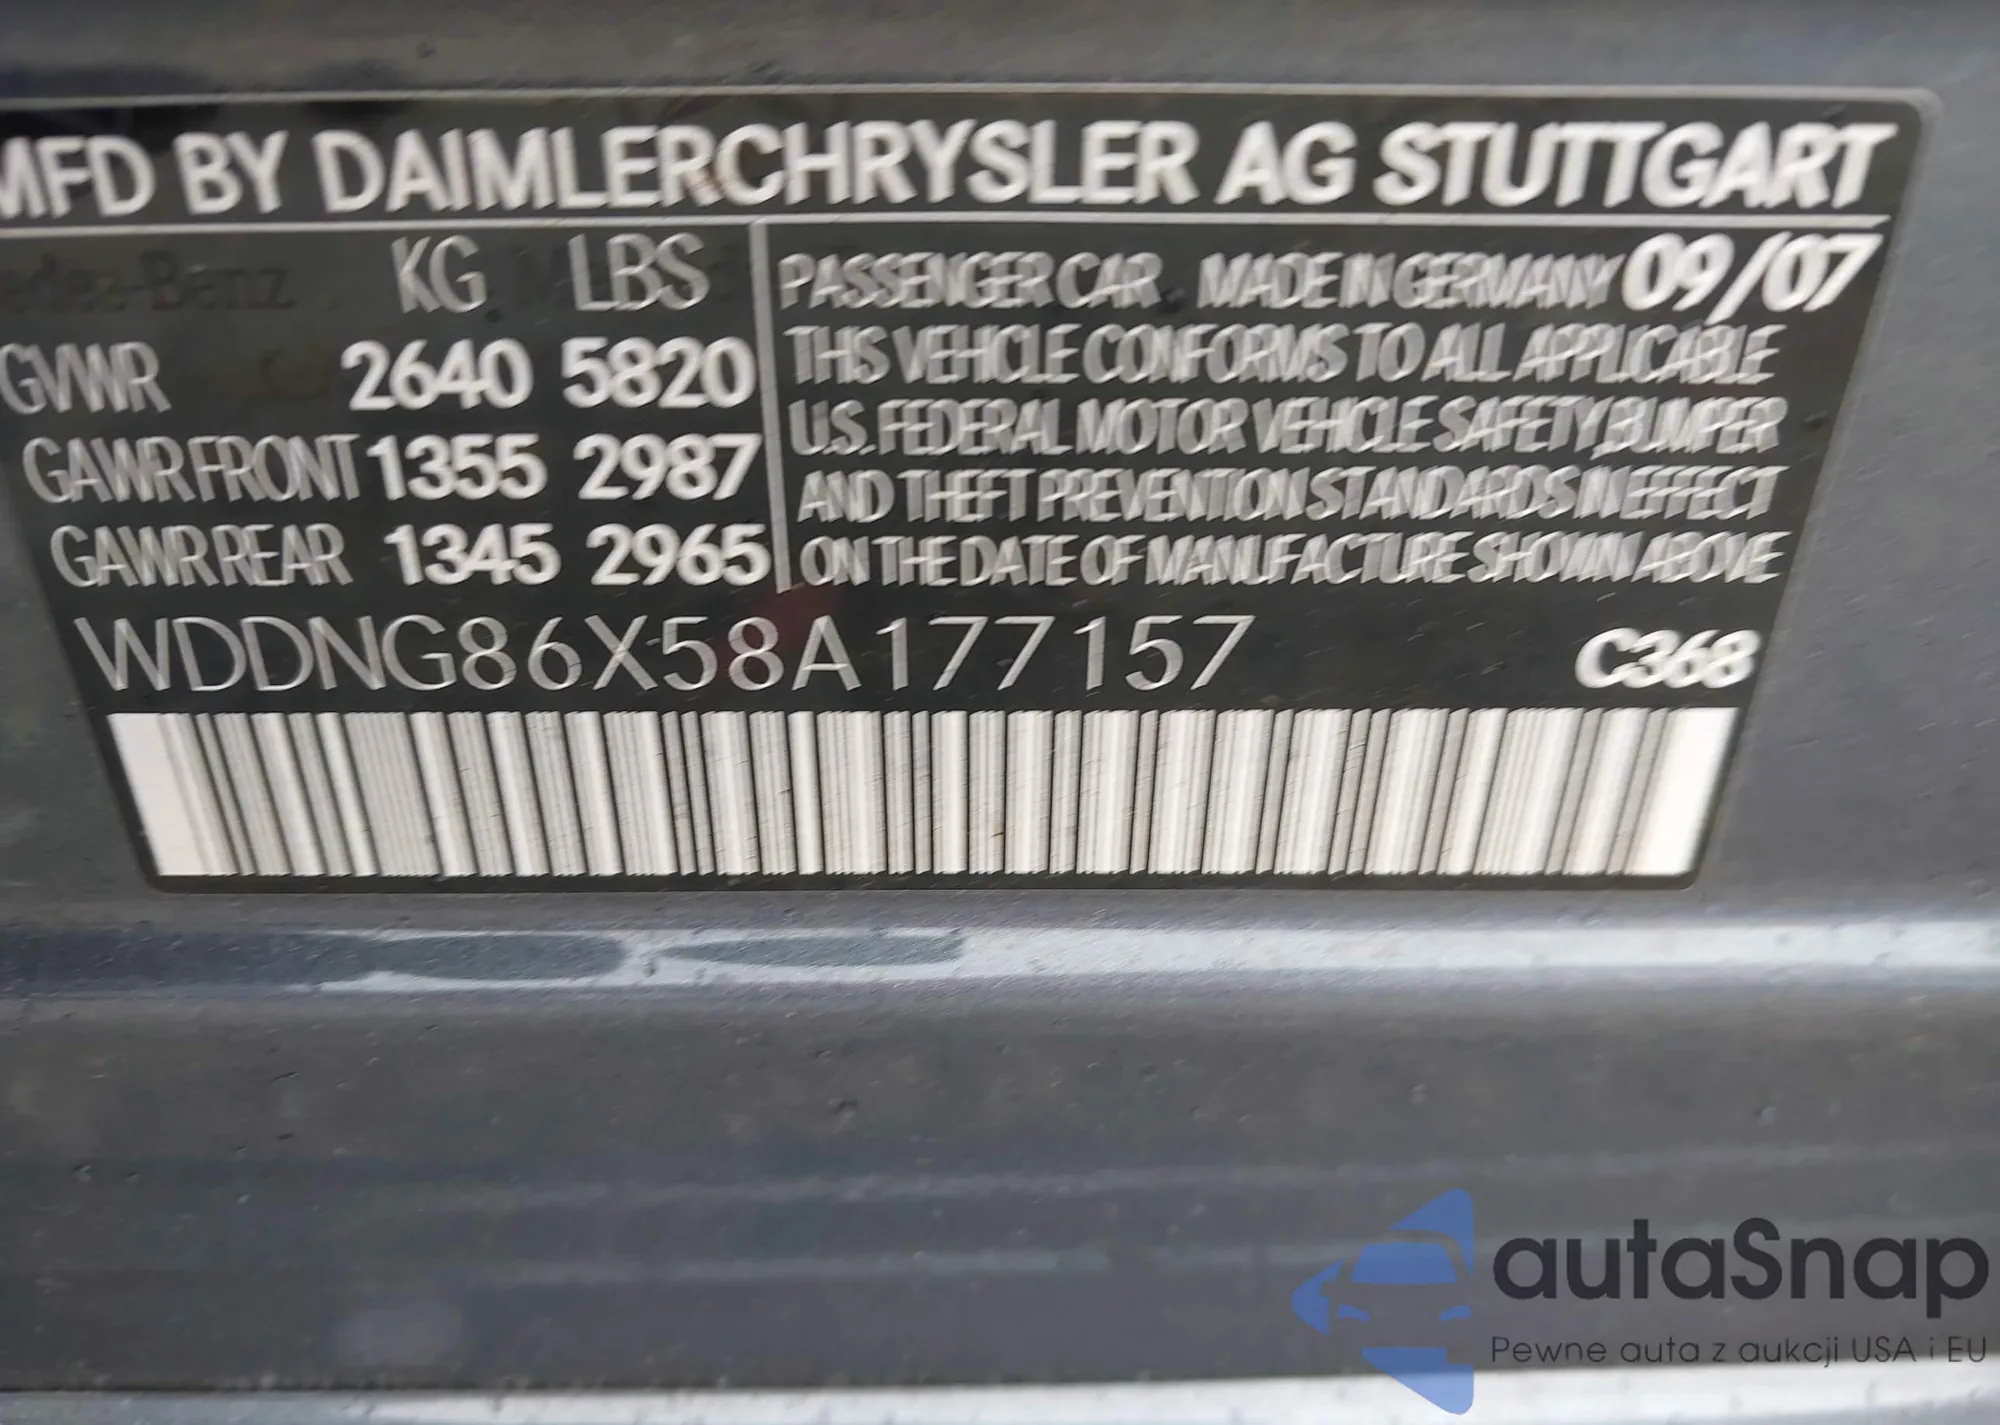 MFD BY DAIMLERCHRYSLER AG STUTTGART
KG LBS
GVWR 2640 5820
GAWR FRONT 1355 2987
GAWR REAR 1345 2965
PASSENGER CAR MADE IN GERMANY 09/07
THIS VEHICLE CONFORMS TO ALL APPLICABLE
U.S. FEDERAL MOTOR VEHICLE SAFETY, BUMPER
AND THEFT PREVENTION STANDARDS IN EFFECT
ON THE DATE OF MANUFACTURE SHOWN ABOVE
WDDNG86X58A177157 C368
autaSnap
Pewne auta z aukcji USA i EU